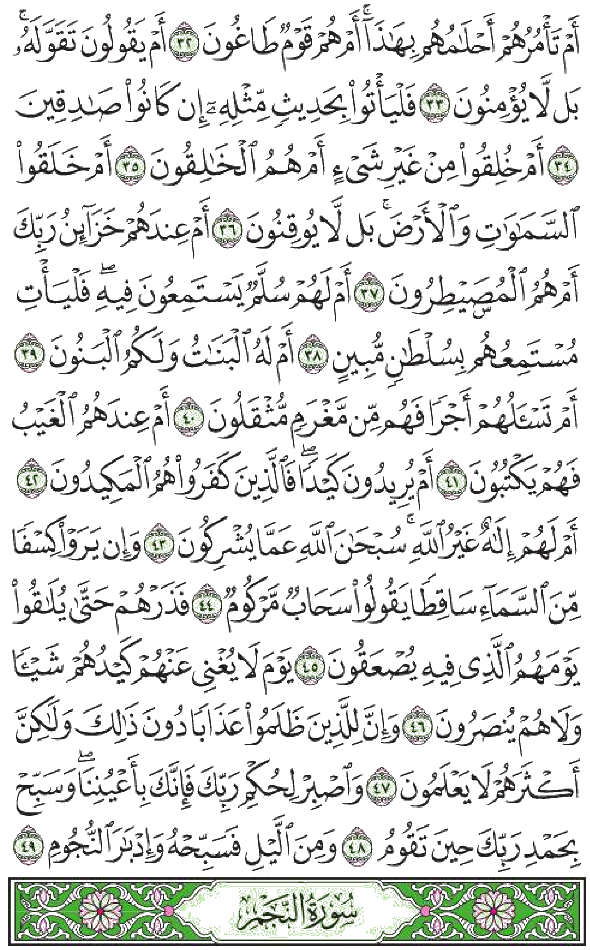 أَمْ تَأْمُرُهُمْ أَحْلَٰمُهُم بِهَٰذَآ ۚ أَمْ هُمْ قَوْمٌ طَاغُونَ ٣٢ أَمْ يَقُولُونَ تَقَوَّلَهُۥ ۚ
بَل لَّا يُؤْمِنُونَ ٣٣ فَلْيَأْتُوا۟ بِحَدِيثٍ مِّثْلِهِۦٓ إِن كَانُوا۟ صَٰدِقِينَ
٣٤ أَمْ خُلِقُوا۟ مِنْ غَيْرِ شَىْءٍ أَمْ هُمُ ٱلْخَٰلِقُونَ ٣٥ أَمْ خَلَقُوا۟
ٱلسَّمَٰوَٰتِ وَٱلْأَرْضَ ۚ بَل لَّا يُوقِنُونَ ٣٦ أَمْ عِندَهُمْ خَزَآئِنُ رَبِّكَ
أَمْ هُمُ ٱلْمُصَۣيْطِرُونَ ٣٧ أَمْ لَهُمْ سُلَّمٌ يَسْتَمِعُونَ فِيهِ ۖ فَلْيَأْتِ
مُسْتَمِعُهُم بِسُلْطَٰنٍ مُّبِينٍ ٣٨ أَمْ لَهُ ٱلْبَنَٰتُ وَلَكُمُ ٱلْبَنُونَ ٣٩
أَمْ تَسْـَٔلُهُمْ أَجْرًا فَهُم مِّن مَّغْرَمٍ مُّثْقَلُونَ ٤٠ أَمْ عِندَهُمُ ٱلْغَيْبُ
فَهُمْ يَكْتُبُونَ ٤١ أَمْ يُرِيدُونَ كَيْدًا ۖ فَٱلَّذِينَ كَفَرُوا۟ هُمُ ٱلْمَكِيدُونَ ٤٢
أَمْ لَهُمْ إِلَٰهٌ غَيْرُ ٱللَّهِ ۚ سُبْحَٰنَ ٱللَّهِ عَمَّا يُشْرِكُونَ ٤٣ وَإِن يَرَوْا۟ كِسْفًا
مِّنَ ٱلسَّمَآءِ سَاقِطًا يَقُولُوا۟ سَحَابٌ مَّرْكُومٌ ٤٤ فَذَرْهُمْ حَتَّىٰ يُلَٰقُوا۟
يَوْمَهُمُ ٱلَّذِى فِيهِ يُصْعَقُونَ ٤٥ يَوْمَ لَا يُغْنِى عَنْهُمْ كَيْدُهُمْ شَيْـًٔا
وَلَا هُمْ يُنصَرُونَ ٤٦ وَإِنَّ لِلَّذِينَ ظَلَمُوا۟ عَذَابًا دُونَ ذَٰلِكَ وَلَٰكِنَّ
أَكْثَرَهُمْ لَا يَعْلَمُونَ ٤٧ وَٱصْبِرْ لِحُكْمِ رَبِّكَ فَإِنَّكَ بِأَعْيُنِنَا ۖ وَسَبِّحْ
بِحَمْدِ رَبِّكَ حِينَ تَقُومُ ٤٨ وَمِنَ ٱلَّيْلِ فَسَبِّحْهُ وَإِدْبَٰرَ ٱلنُّجُومِ ٤٩
سُورَةُ النَّجْمِ